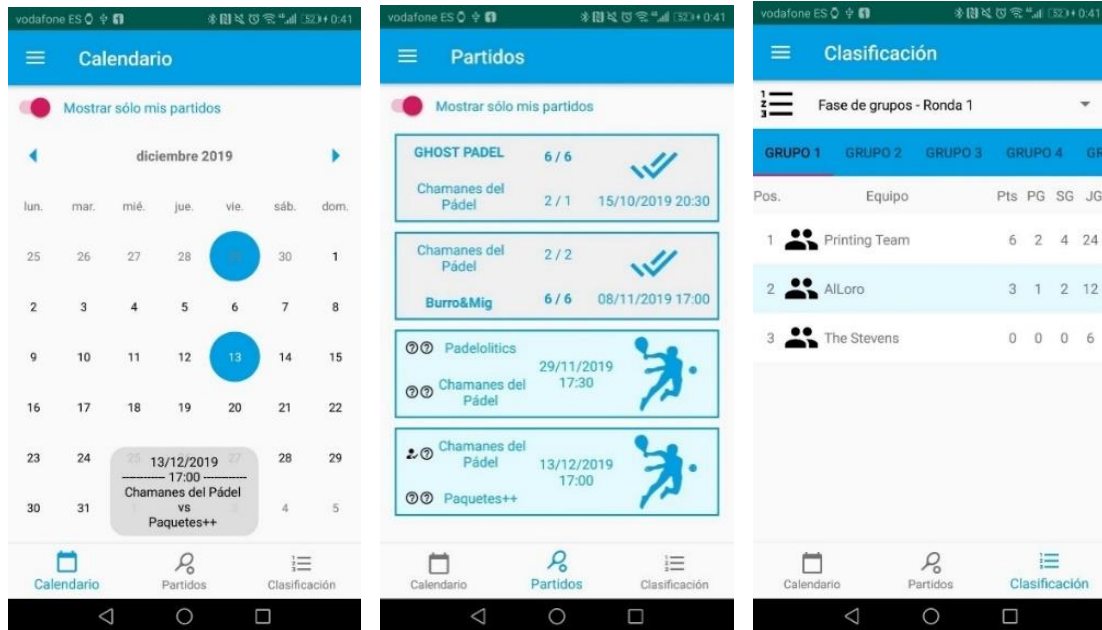 vodafone ES 52 0:41
Calendario
Mostrar sólo mis partidos
diciembre 2019
lun. mar. mié. jue. vie. sáb. dom.
25 26 27 28 29 30 1
2 3 4 5 6 7 8
9 10 11 12 13 14 15
16 17 18 19 20 21 22
23 24 25 27 28 29
30 31 1 3 4 5
13/12/2019
------------ 17:00 ------------
Chamanes del Pádel
vs
Paquetes++
Calendario Partidos Clasificación
vodafone ES 52 0:41
Partidos
Mostrar sólo mis partidos
GHOST PADEL 6 / 6
Chamanes del
Pádel 2 / 1 15/10/2019 20:30
Chamanes del
Pádel 2 / 2
Burro&Mig 6 / 6 08/11/2019 17:00
Padelolitics
29/11/2019
17:30
Chamanes del
Pádel
Chamanes del
Pádel
13/12/2019
17:00
Paquetes++
Calendario Partidos Clasificación
vodafone ES 52 0:41
Clasificación
Fase de grupos - Ronda 1
GRUPO 1 GRUPO 2 GRUPO 3 GRUPO 4 GR
Pos. Equipo Pts PG SG JG
1 Printing Team 6 2 4 24
2 AlLoro 3 1 2 12
3 The Stevens 0 0 0 6
Calendario Partidos Clasificación